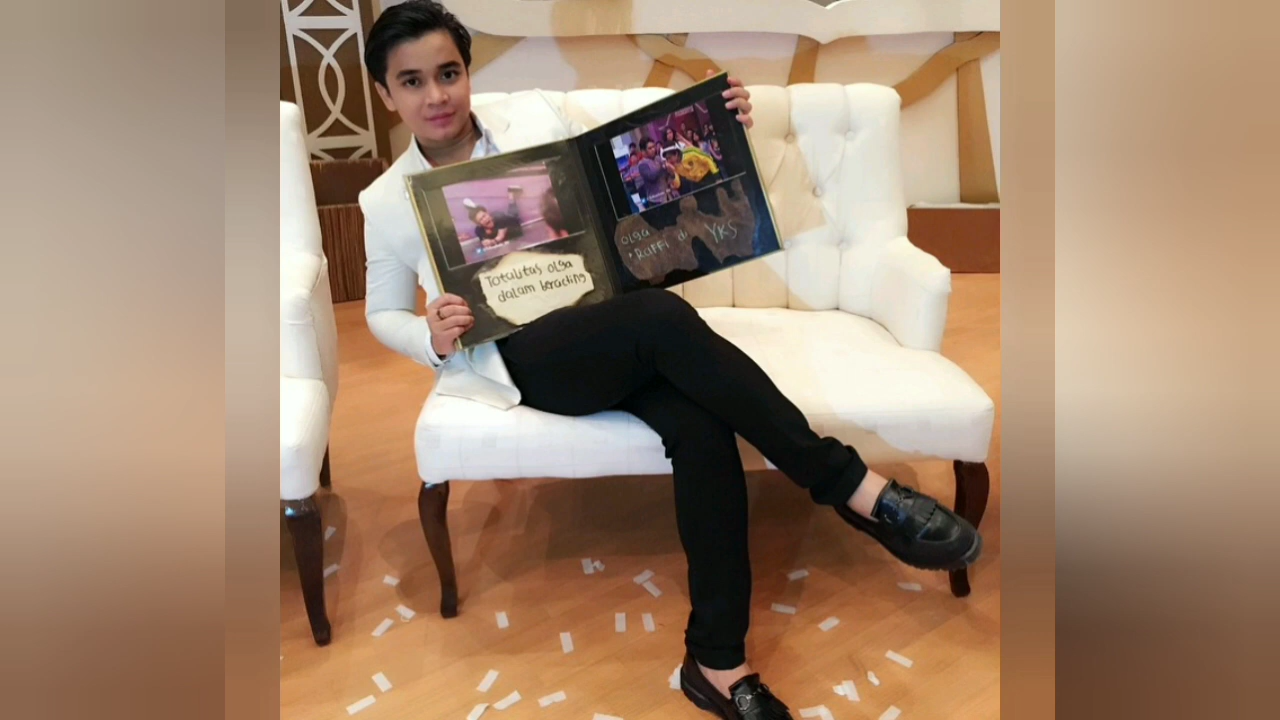 Totalitas olga
dalam beracting
olga
+ Raffi di YKS